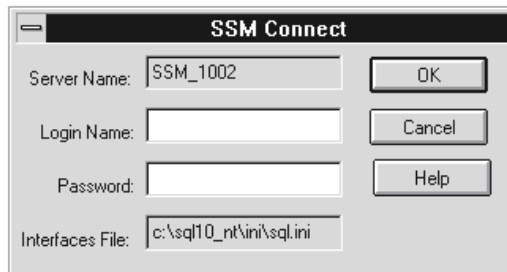 SSM Connect
Server Name: SSM_1002 OK
Login Name: Cancel
Password: Help
Interfaces File: c:\sql10_nt\ini\sql.ini